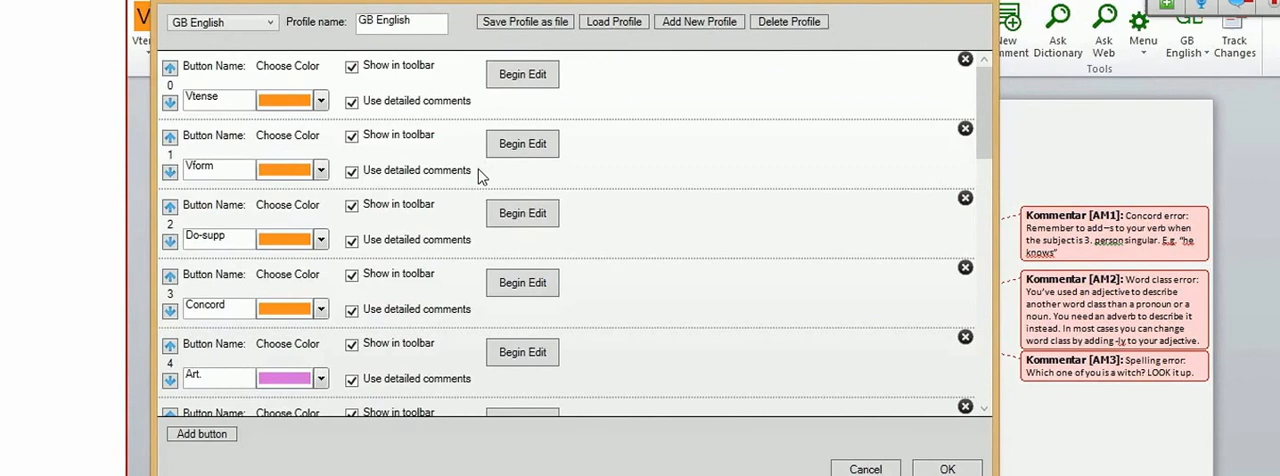 GB English
Profile name:
GB English
Save Profile as file
Load Profile
Add New Profile
Delete Profile
Button Name: Choose Color
Show in toolbar
Begin Edit
0
Vtense
Use detailed comments
Button Name: Choose Color
Show in toolbar
Begin Edit
1
Vform
Use detailed comments
Button Name: Choose Color
Show in toolbar
Begin Edit
2
Do-supp
Use detailed comments
Button Name: Choose Color
Show in toolbar
Begin Edit
3
Concord
Use detailed comments
Button Name: Choose Color
Show in toolbar
Begin Edit
4
Art.
Use detailed comments
Button Name: Choose Color
Show in toolbar
Add button
Cancel
OK
Comment
Ask
Dictionary
Ask
Web
Menu
GB
English
Track
Changes
Tools
Kommentar [AM1]: Concord error:
Remember to add –s to your verb when
the subject is 3. person singular. E.g. "he
knows"
Kommentar [AM2]: Word class error:
You've used an adjective to describe
another word class than a pronoun or a
noun. You need an adverb to describe it
instead. In most cases you can change
word class by adding -ly to your adjective.
Kommentar [AM3]: Spelling error:
Which one of you is a witch? LOOK it up.